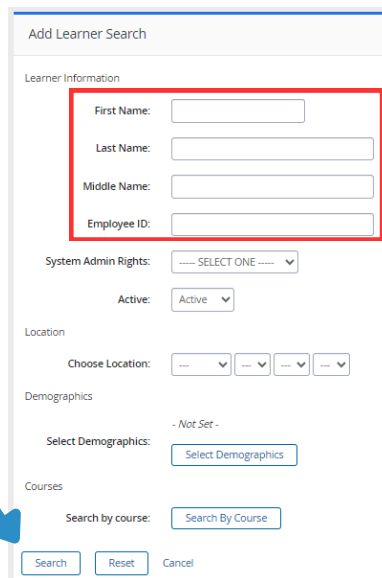 Add Learner Search
Learner Information
First Name:
Last Name:
Middle Name:
Employee ID:
System Admin Rights: ----- SELECT ONE -----
Active: Active
Location
Choose Location: --- --- --- ---
Demographics
- Not Set -
Select Demographics: Select Demographics
Courses
Search by course: Search By Course
Search Reset Cancel